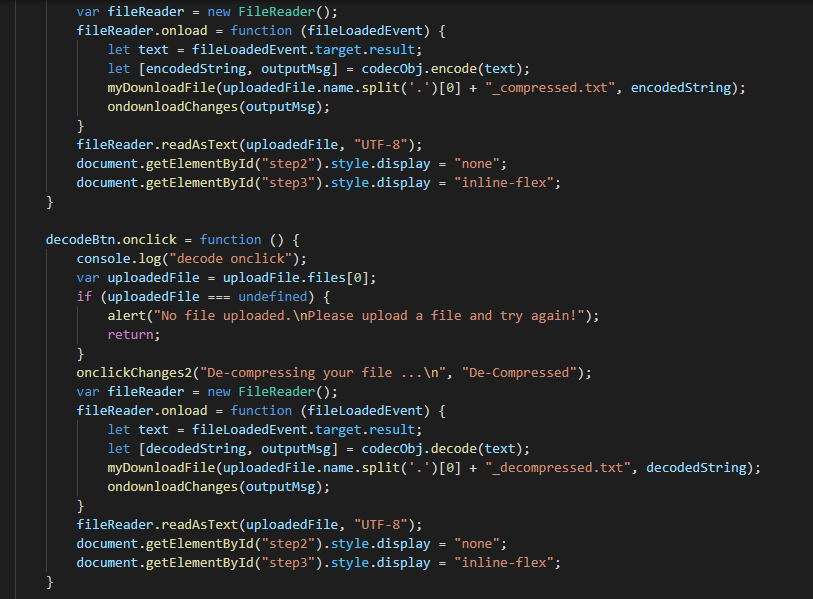 var fileReader = new FileReader();
fileReader.onload = function (fileLoadedEvent) {
let text = fileLoadedEvent.target.result;
let [encodedString, outputMsg] = codecObj.encode(text);
myDownloadFile(uploadedFile.name.split('.')[0] + "_compressed.txt", encodedString);
ondownloadChanges(outputMsg);
}
fileReader.readAsText(uploadedFile, "UTF-8");
document.getElementById("step2").style.display = "none";
document.getElementById("step3").style.display = "inline-flex";
}
decodeBtn.onclick = function () {
console.log("decode onclick");
var uploadedFile = uploadFile.files[0];
if (uploadedFile === undefined) {
alert("No file uploaded.\nPlease upload a file and try again!");
return;
}
onclickChanges2("De-compressing your file ...\n", "De-Compressed");
var fileReader = new FileReader();
fileReader.onload = function (fileLoadedEvent) {
let text = fileLoadedEvent.target.result;
let [decodedString, outputMsg] = codecObj.decode(text);
myDownloadFile(uploadedFile.name.split('.')[0] + "_decompressed.txt", decodedString);
ondownloadChanges(outputMsg);
}
fileReader.readAsText(uploadedFile, "UTF-8");
document.getElementById("step2").style.display = "none";
document.getElementById("step3").style.display = "inline-flex";
}